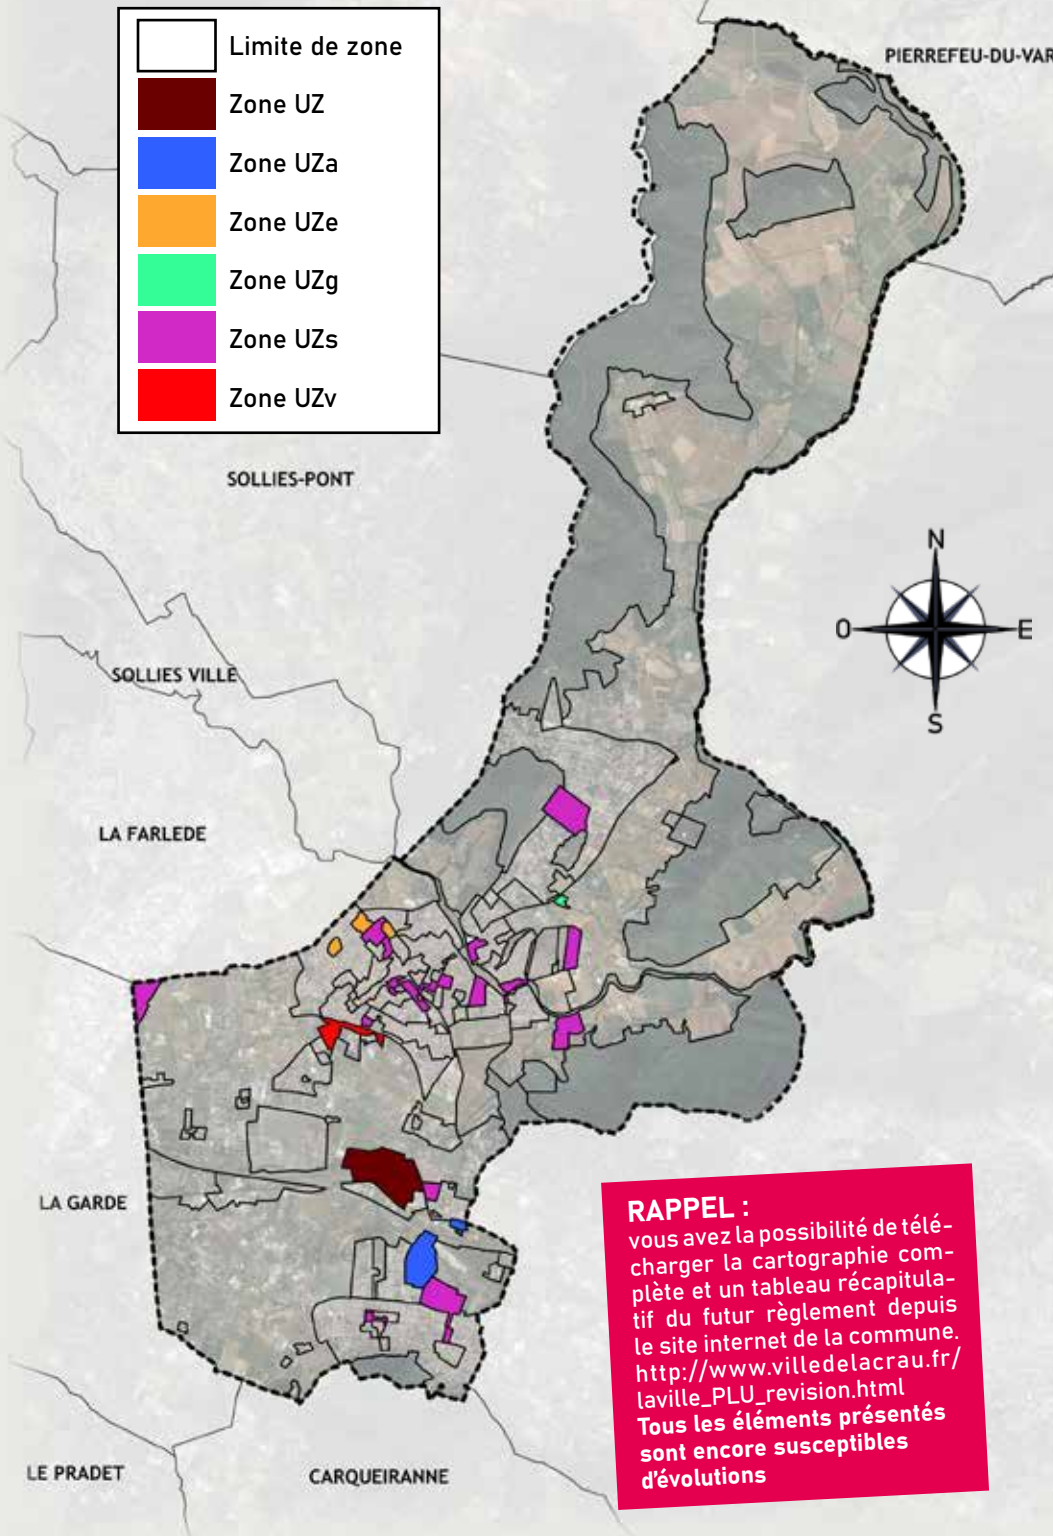 Limite de zone
Zone UZ
Zone UZa
Zone UZe
Zone UZg
Zone UZs
Zone UZv
PIERREFEU-DU-VAR
SOLLIES-PONT
N
O
E
S
SOLLIES VILLE
LA FARLEDE
LA GARDE
LE PRADET
CARQUEIRANNE
RAPPEL :
vous avez la possibilité de télé-
charger la cartographie com-
plète et un tableau récapitula-
tif du futur règlement depuis
le site internet de la commune.
http://www.villedelacrau.fr/
laville_PLU_revision.html
Tous les éléments présentés
sont encore susceptibles
d'évolutions